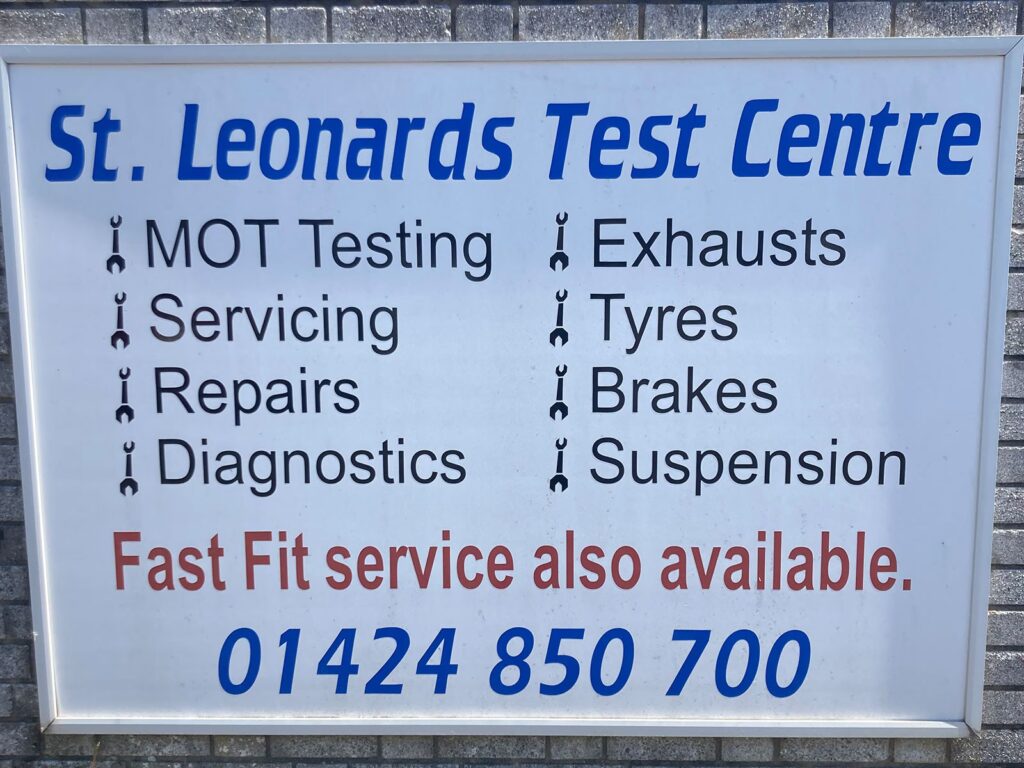 St. Leonards Test Centre
MOT Testing
Servicing
Repairs
Diagnostics
Exhausts
Tyres
Brakes
Suspension
Fast Fit service also available.
01424 850 700